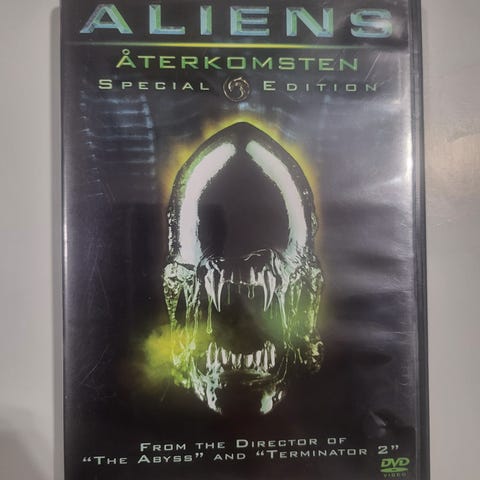 ALIENS
ÅTERKOMSTEN
SPECIAL EDITION
FROM THE DIRECTOR OF
"THE ABYSS" AND "TERMINATOR 2"
DVD
VIDEO